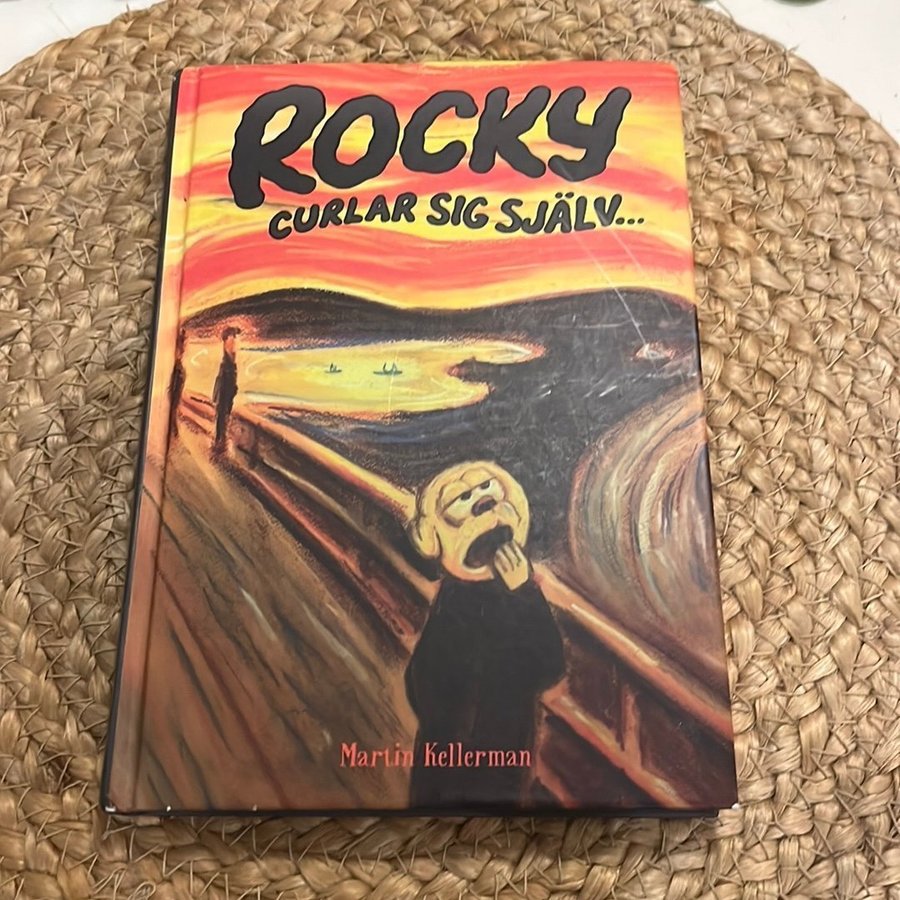 ROCKY
CURLAR SIG SJÄLV...
Martin Kellerman